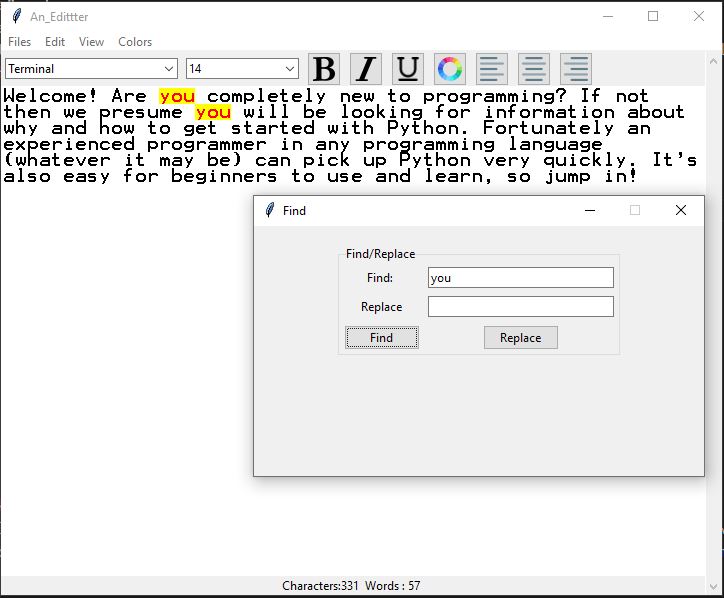 An_Edittter
Files Edit View Colors
Terminal 14 B I U
Welcome! Are you completely new to programming? If not
then we presume you will be looking for information about
why and how to get started with Python. Fortunately an
experienced programmer in any programming language
(whatever it may be) can pick up Python very quickly. It's
also easy for beginners to use and learn, so jump in!
Find
Find/Replace
Find: you
Replace
Find Replace
Characters:331 Words : 57